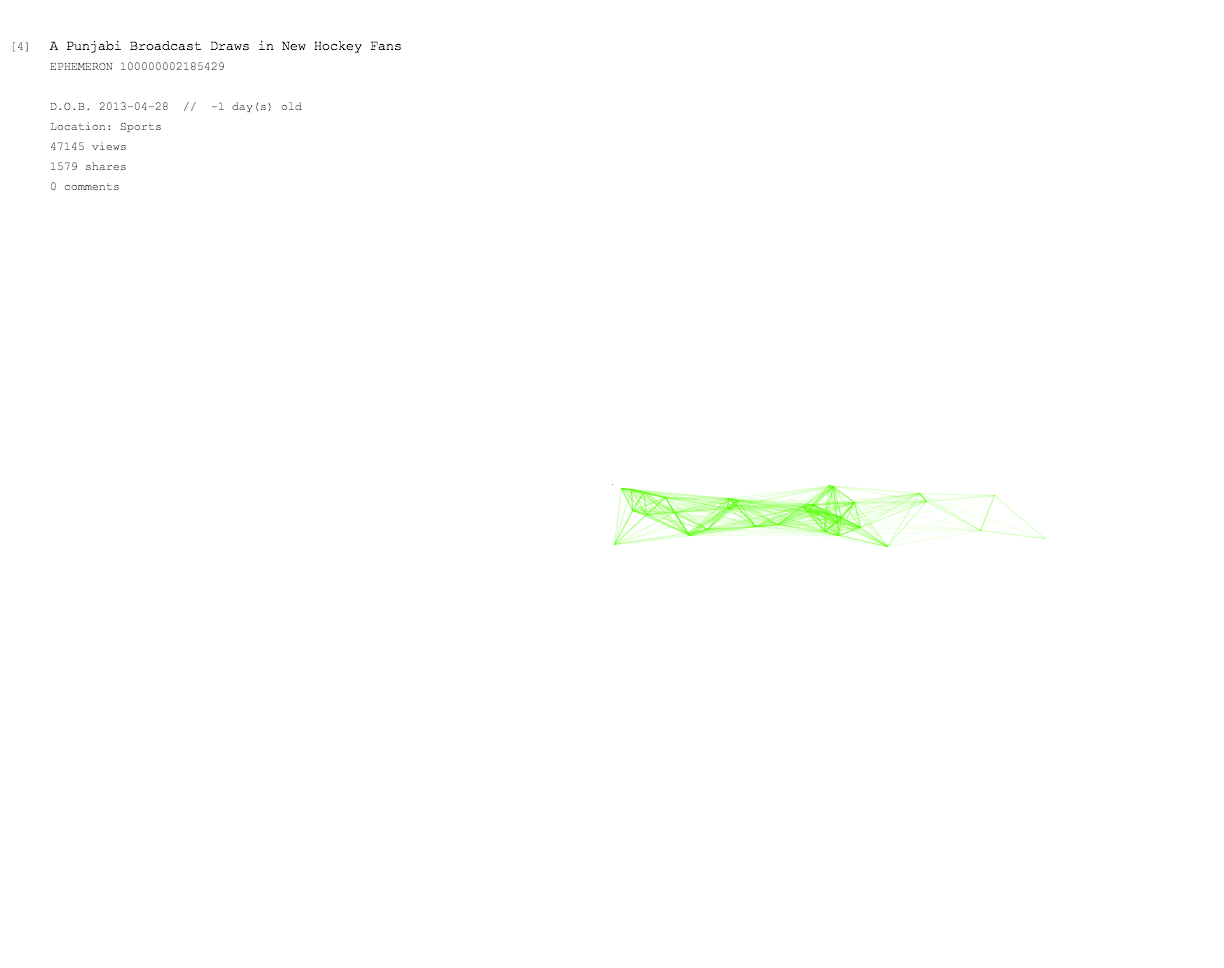 [4] A Punjabi Broadcast Draws in New Hockey Fans
EPHEMERON 100000002185429
D.O.B. 2013-04-28 // -1 day(s) old
Location: Sports
47145 views
1579 shares
0 comments